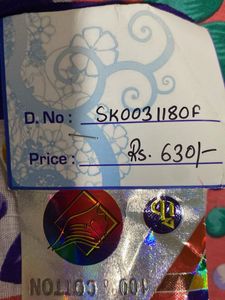 D. No : SK0031180F
Price : Rs. 630/-
100% COTTON